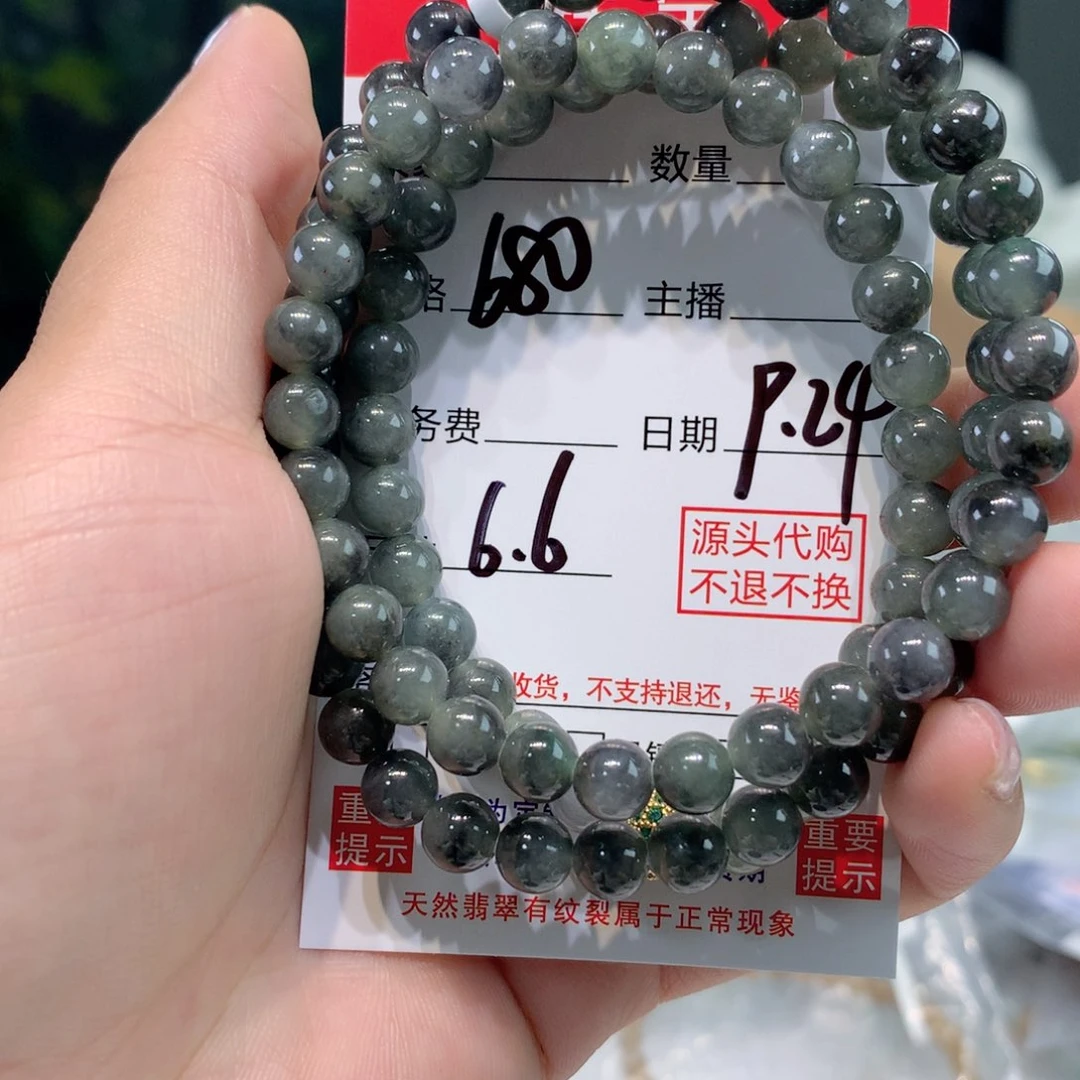 数量
格 680 主播
务费 日期 9.24
6.6
源头代购
不退不换
收货，不支持退还，无鉴
重要
提示
重要
提示
天然翡翠有纹裂属于正常现象